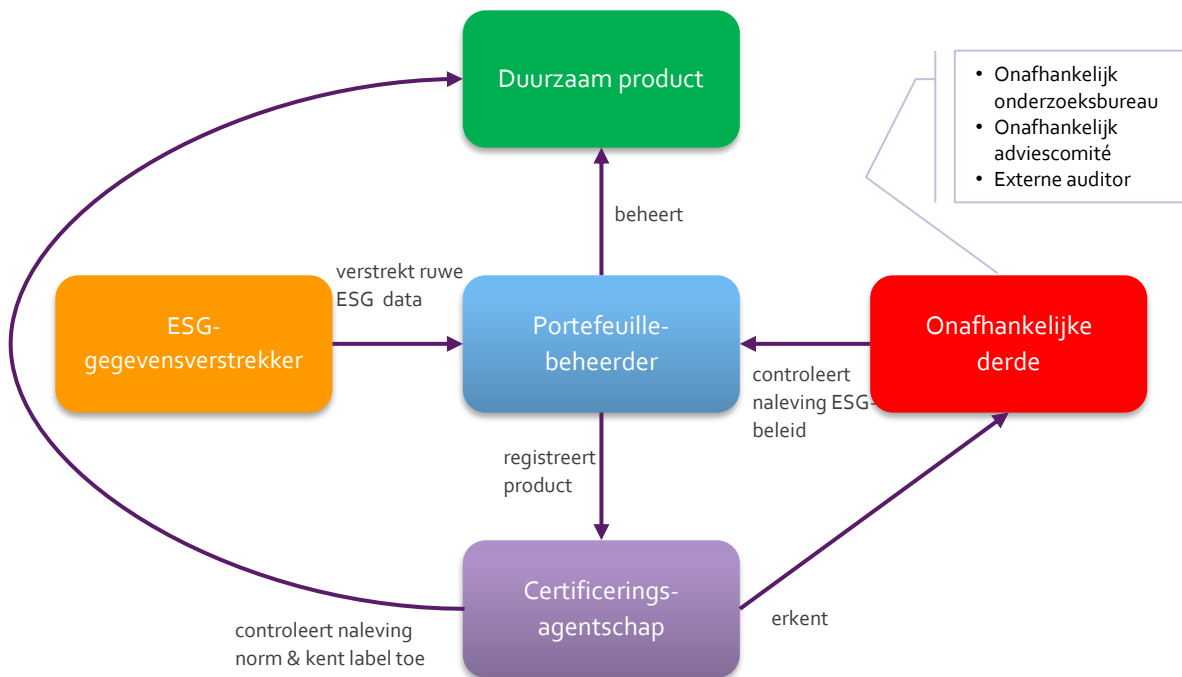 Duurzaam product
• Onafhankelijk
onderzoeksbureau
• Onafhankelijk
adviescomité
• Externe auditor
beheert
verstrekt ruwe
ESG data
ESG-
gegevensverstrekker
Portefeuille-
beheerder
Onafhankelijke
derde
controleert
naleving ESG-
beleid
registreert
product
Certificerings-
agentschap
erkent
controleert naleving
norm & kent label toe